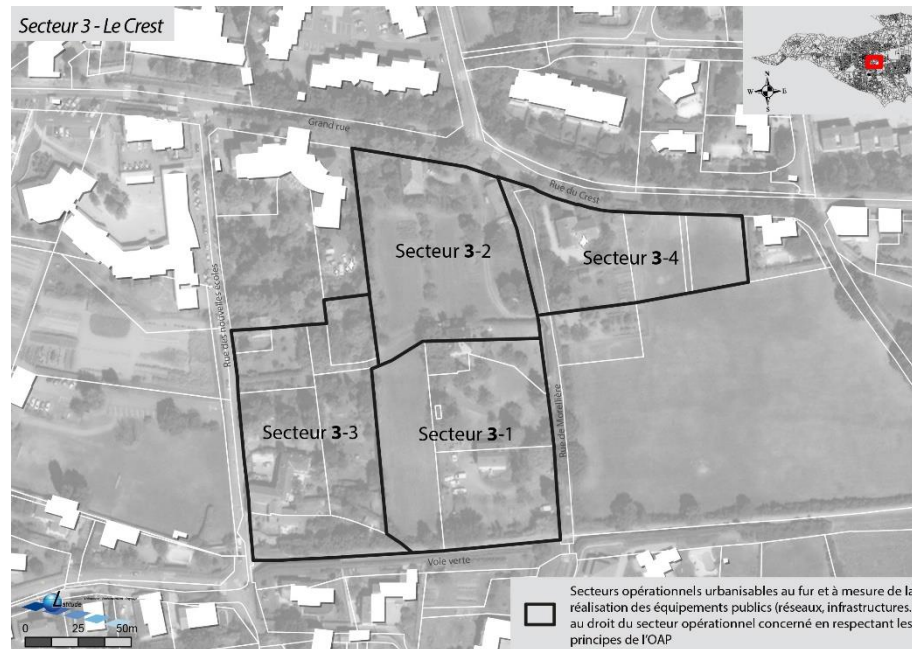 Secteur 3 - Le Crest
N
W E
S
Grand rue
Rue du Crest
Secteur 3-2
Secteur 3-4
Rue des nouvelles écoles
Secteur 3-3
Secteur 3-1
Rue de Morellière
Voie verte
Latitude
0 25 50m
Secteurs opérationnels urbanisables au fur et à mesure de la
réalisation des équipements publics (réseaux, infrastructures.
au droit du secteur opérationnel concerné en respectant les
principes de l'OAP